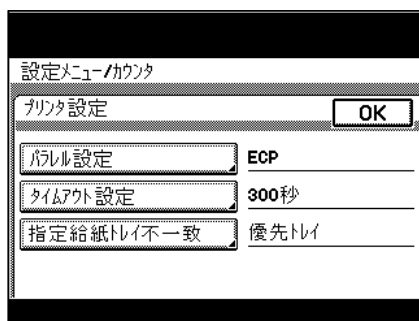 設定ﾒﾆｭｰ/ｶｳﾝﾀ
ﾌﾟﾘﾝﾀ設定
OK
ﾊﾟﾗﾚﾙ設定 ECP
ﾀｲﾑｱｳﾄ設定 300秒
指定給紙ﾄﾚｲ不一致 優先ﾄﾚｲ